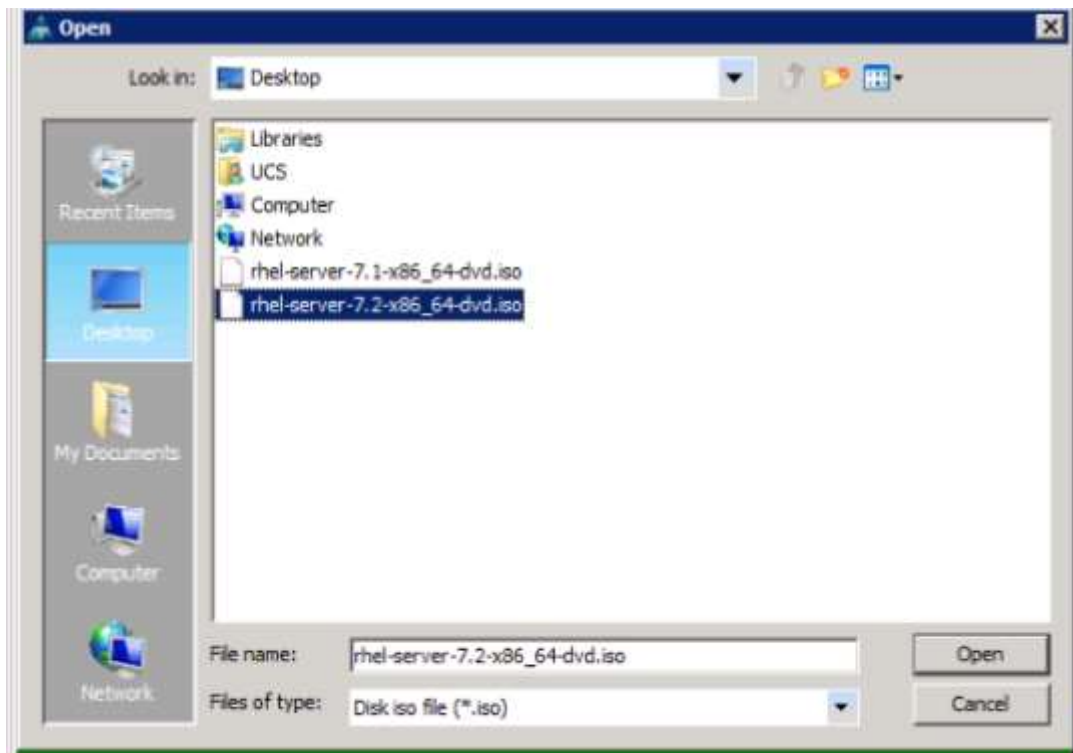 Open
Look in:
Desktop
Recent Items
Desktop
My Documents
Computer
Network
Libraries
UCS
Computer
Network
rhel-server-7.1-x86_64-dvd.iso
rhel-server-7.2-x86_64-dvd.iso
File name:
rhel-server-7.2-x86_64-dvd.iso
Open
Files of type:
Disk iso file (*.iso)
Cancel